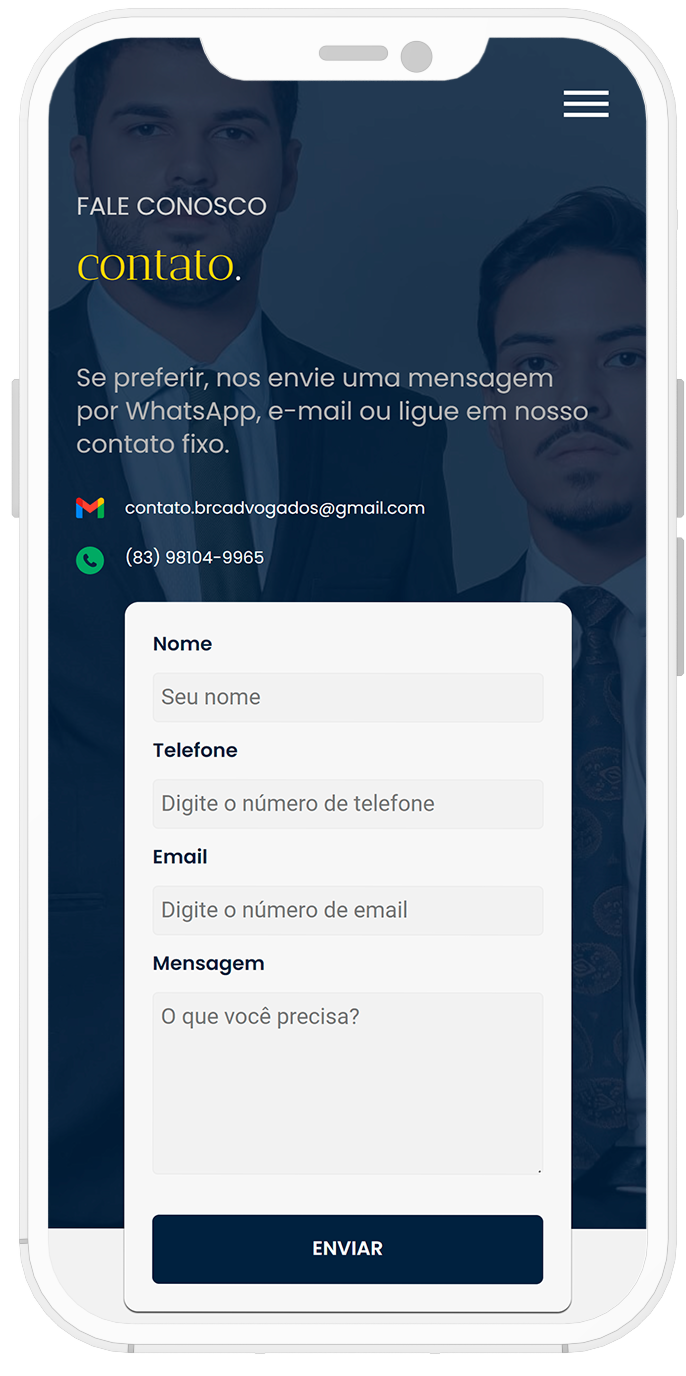 FALE CONOSCO
contato.
Se preferir, nos envie uma mensagem
por WhatsApp, e-mail ou ligue em nosso
contato fixo.
contato.brcadvogados@gmail.com
(83) 98104-9965
Nome
Seu nome
Telefone
Digite o número de telefone
Email
Digite o número de email
Mensagem
O que você precisa?
ENVIAR